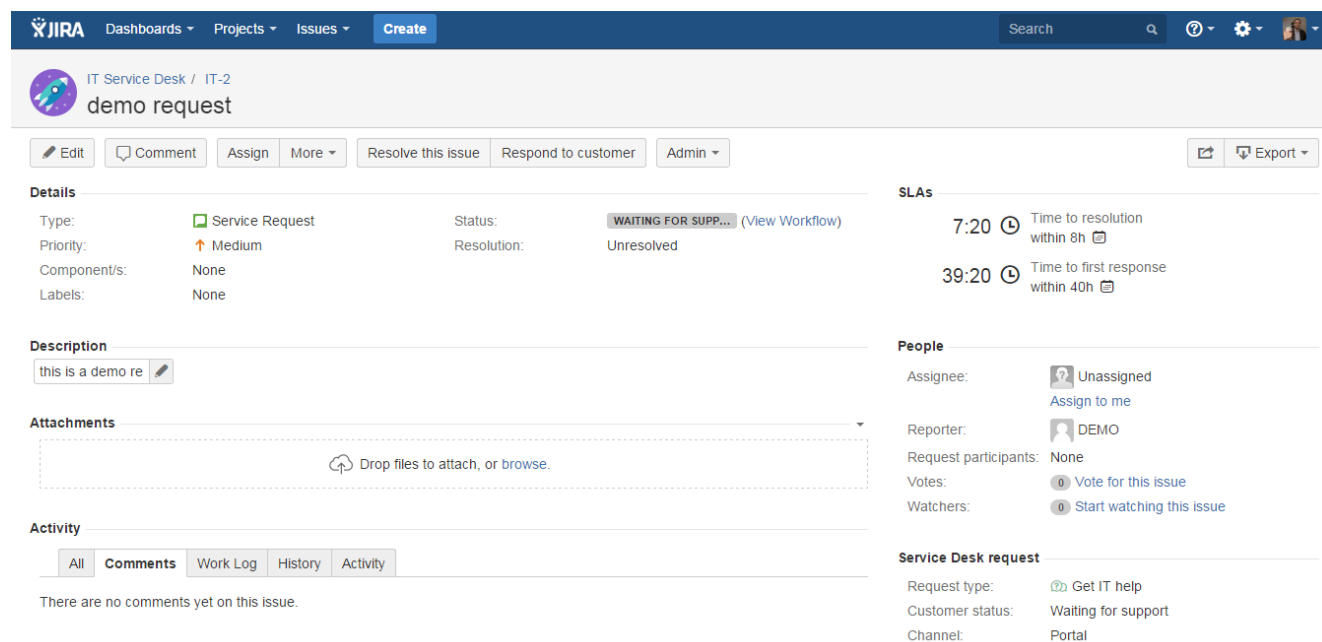 JIRA Dashboards Projects Issues Create Search
IT Service Desk / IT-2
demo request
Edit Comment Assign More Resolve this issue Respond to customer Admin Export
Details
Type: Service Request Status: WAITING FOR SUPP... (View Workflow)
Priority: Medium Resolution: Unresolved
Component/s: None
Labels: None
Description
this is a demo re
Attachments
Drop files to attach, or browse.
Activity
All Comments Work Log History Activity
There are no comments yet on this issue.
SLAs
7:20 Time to resolution
within 8h
39:20 Time to first response
within 40h
People
Assignee: Unassigned
Assign to me
Reporter: DEMO
Request participants: None
Votes: 0 Vote for this issue
Watchers: 0 Start watching this issue
Service Desk request
Request type: Get IT help
Customer status: Waiting for support
Channel: Portal